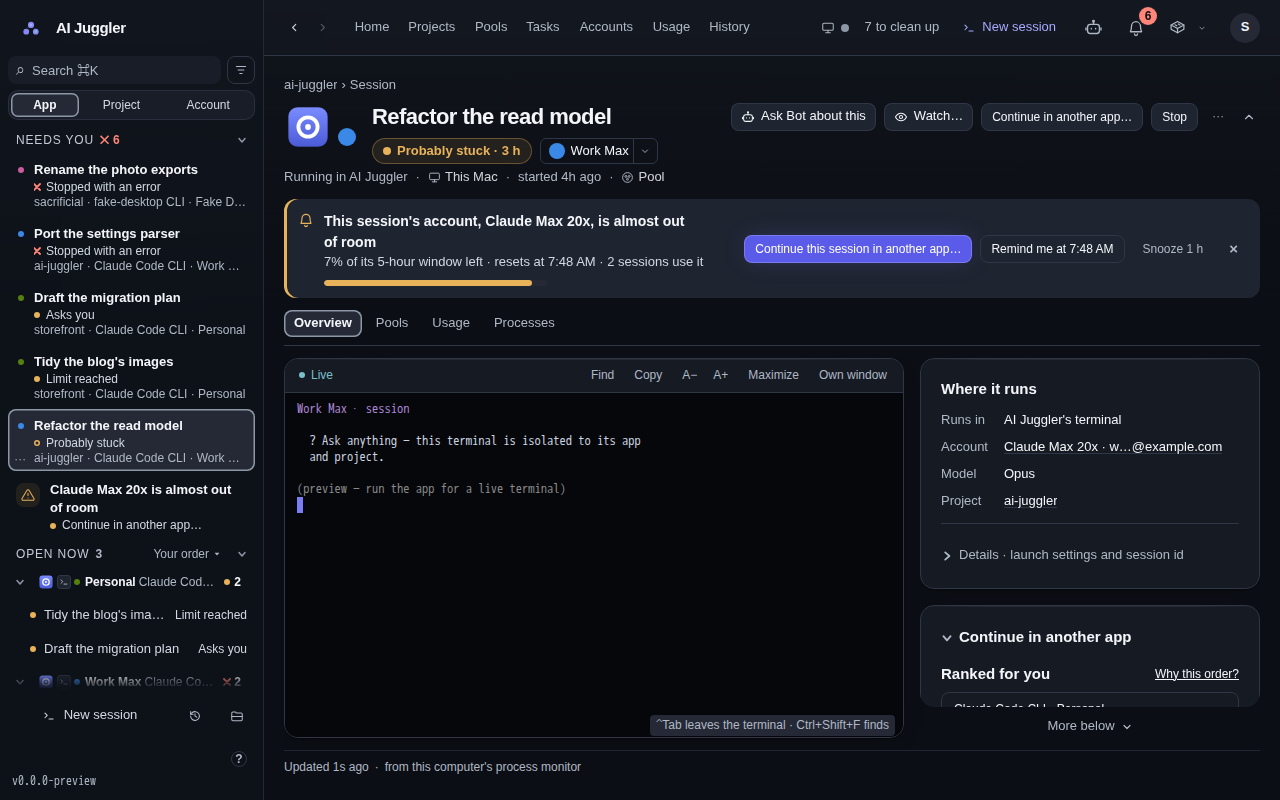 AI Juggler
Search ⌘K
App Project Account
NEEDS YOU 6
Rename the photo exports
Stopped with an error
sacrificial · fake-desktop CLI · Fake D…
Port the settings parser
Stopped with an error
ai-juggler · Claude Code CLI · Work …
Draft the migration plan
Asks you
storefront · Claude Code CLI · Personal
Tidy the blog's images
Limit reached
storefront · Claude Code CLI · Personal
Refactor the read model
Probably stuck
ai-juggler · Claude Code CLI · Work …
Claude Max 20x is almost out
of room
Continue in another app…
OPEN NOW 3 Your order
Personal Claude Cod… 2
Tidy the blog's ima… Limit reached
Draft the migration plan Asks you
Work Max Claude Co… 2
New session
?
v0.0.0-preview
Home Projects Pools Tasks Accounts Usage History 7 to clean up New session 6 S
ai-juggler › Session
Refactor the read model
Ask Bot about this Watch… Continue in another app… Stop ···
Probably stuck · 3 h Work Max
Running in AI Juggler · This Mac · started 4h ago · Pool
This session's account, Claude Max 20x, is almost out
of room
7% of its 5-hour window left · resets at 7:48 AM · 2 sessions use it
Continue this session in another app… Remind me at 7:48 AM Snooze 1 h ×
Overview Pools Usage Processes
Live Find Copy A− A+ Maximize Own window
Work Max · session
? Ask anything — this terminal is isolated to its app
and project.
(preview — run the app for a live terminal)
^Tab leaves the terminal · Ctrl+Shift+F finds
Where it runs
Runs in AI Juggler's terminal
Account Claude Max 20x · w…@example.com
Model Opus
Project ai-juggler
Details · launch settings and session id
Continue in another app
Ranked for you Why this order?
Claude Code CLI · Personal
More below
Updated 1s ago · from this computer's process monitor